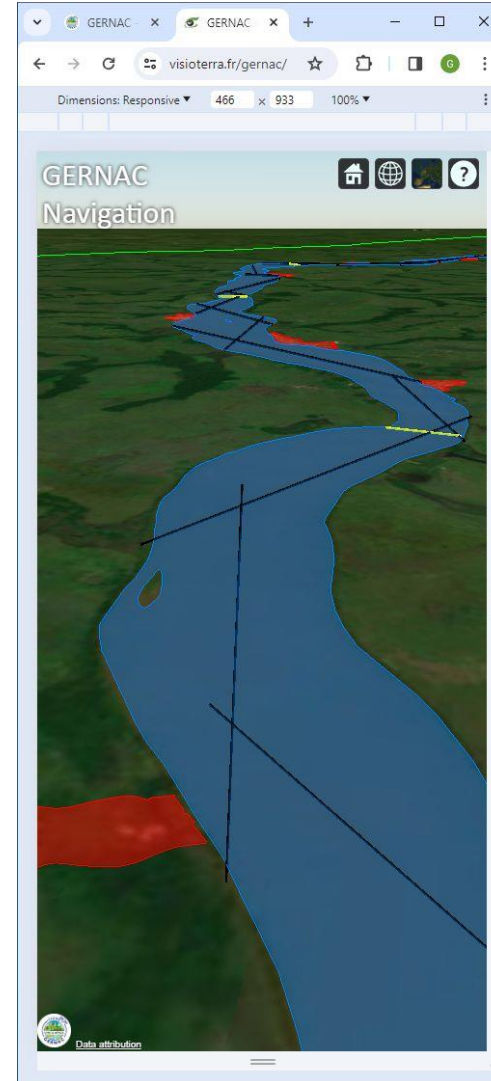 GERNAC
GERNAC
visioterra.fr/gernac/
G
Dimensions: Responsive
466
x
933
100%
GERNAC
Navigation
?
Data attribution